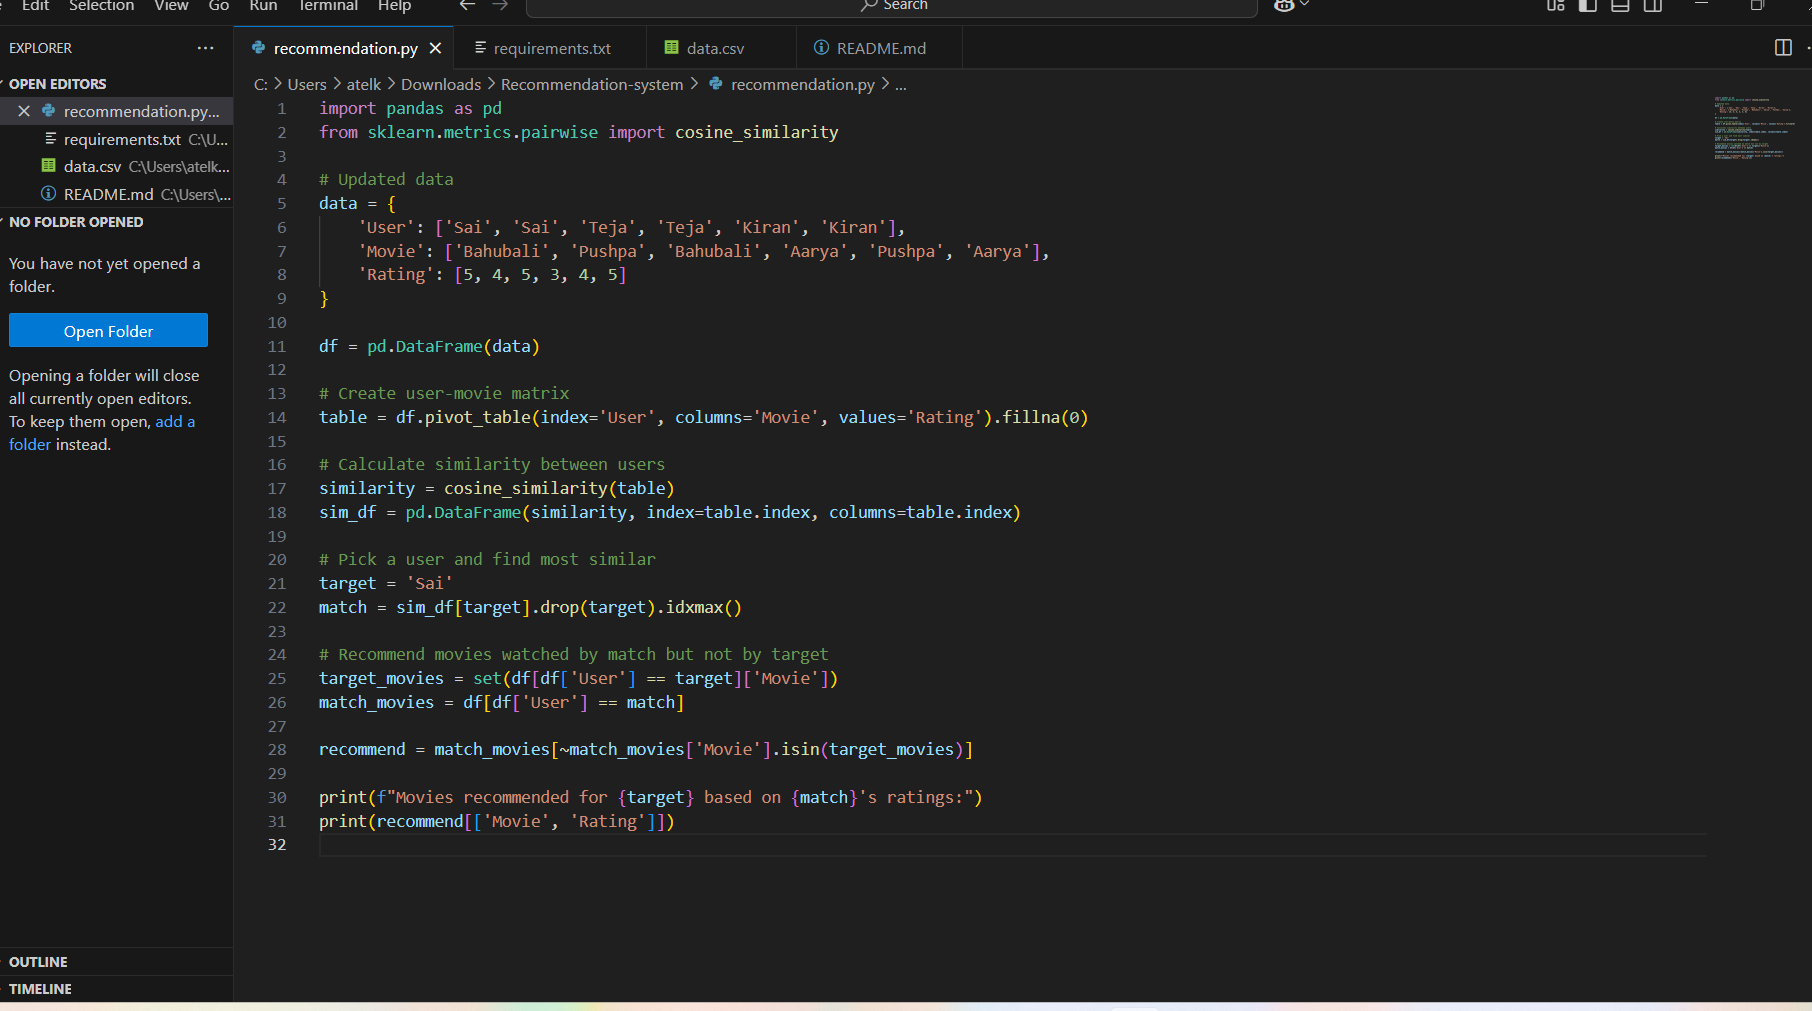 Edit Selection View Go Run Terminal Help Search
EXPLORER ...
OPEN EDITORS
recommendation.py...
requirements.txt C:\U...
data.csv C:\Users\atelk...
README.md C:\Users\...
NO FOLDER OPENED
You have not yet opened a
folder.
Open Folder
Opening a folder will close
all currently open editors.
To keep them open, add a
folder instead.
OUTLINE
TIMELINE
recommendation.py requirements.txt data.csv README.md
C: > Users > atelk > Downloads > Recommendation-system > recommendation.py > ...
1 import pandas as pd
2 from sklearn.metrics.pairwise import cosine_similarity
3
4 # Updated data
5 data = {
6     'User': ['Sai', 'Sai', 'Teja', 'Teja', 'Kiran', 'Kiran'],
7     'Movie': ['Bahubali', 'Pushpa', 'Bahubali', 'Aarya', 'Pushpa', 'Aarya'],
8     'Rating': [5, 4, 5, 3, 4, 5]
9 }
10
11 df = pd.DataFrame(data)
12
13 # Create user-movie matrix
14 table = df.pivot_table(index='User', columns='Movie', values='Rating').fillna(0)
15
16 # Calculate similarity between users
17 similarity = cosine_similarity(table)
18 sim_df = pd.DataFrame(similarity, index=table.index, columns=table.index)
19
20 # Pick a user and find most similar
21 target = 'Sai'
22 match = sim_df[target].drop(target).idxmax()
23
24 # Recommend movies watched by match but not by target
25 target_movies = set(df[df['User'] == target]['Movie'])
26 match_movies = df[df['User'] == match]
27
28 recommend = match_movies[~match_movies['Movie'].isin(target_movies)]
29
30 print(f"Movies recommended for {target} based on {match}'s ratings:")
31 print(recommend[['Movie', 'Rating']])
32